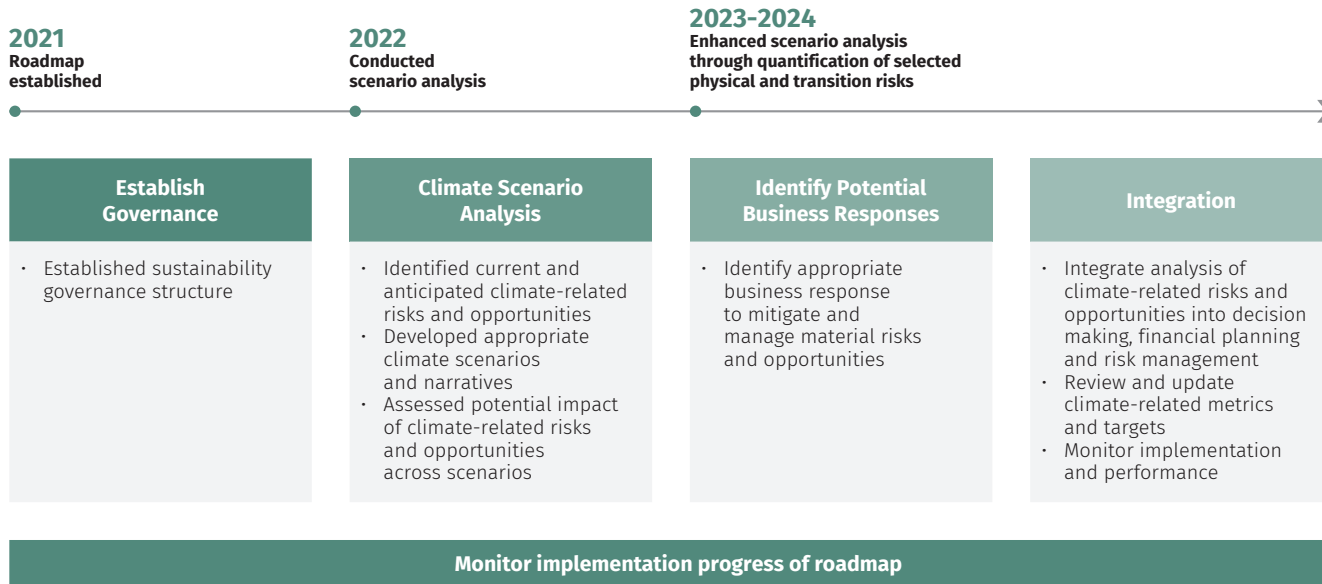 2021
Roadmap
established
2022
Conducted
scenario analysis
2023-2024
Enhanced scenario analysis
through quantification of selected
physical and transition risks
Establish
Governance
• Established sustainability
governance structure
Climate Scenario
Analysis
• Identified current and
anticipated climate-related
risks and opportunities
• Developed appropriate
climate scenarios
and narratives
• Assessed potential impact
of climate-related risks
and opportunities
across scenarios
Identify Potential
Business Responses
• Identify appropriate
business response
to mitigate and
manage material risks
and opportunities
Integration
• Integrate analysis of
climate-related risks and
opportunities into decision
making, financial planning
and risk management
• Review and update
climate-related metrics
and targets
• Monitor implementation
and performance
Monitor implementation progress of roadmap